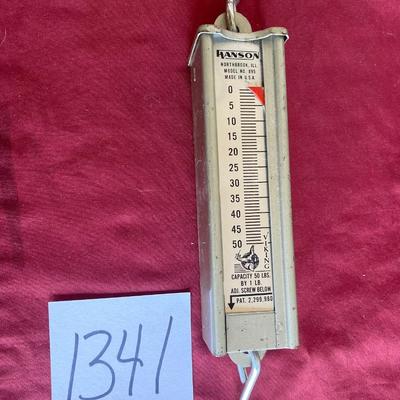 HANSON
NORTHBROOK, ILL.
MODEL NO. 895
MADE IN U.S.A.
0
5
10
15
20
25
30
35
40
45
50
VIKING
CAPACITY 50 LBS.
BY 1 LB.
ADJ. SCREW BELOW
PAT. 2,299,980
1341